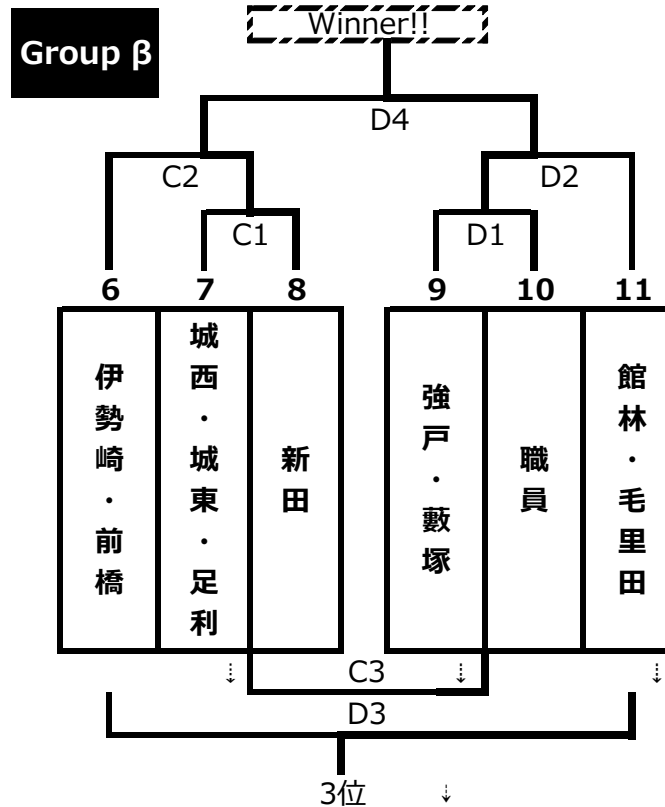 Group β
Winner!!
D4
C2
D2
C1
D1
6
7
8
9
10
11
伊勢崎・前橋
城西・城東・足利
新田
強戸・藪塚
職員
館林・毛里田
↓
C3
↓
↓
D3
3位
↓